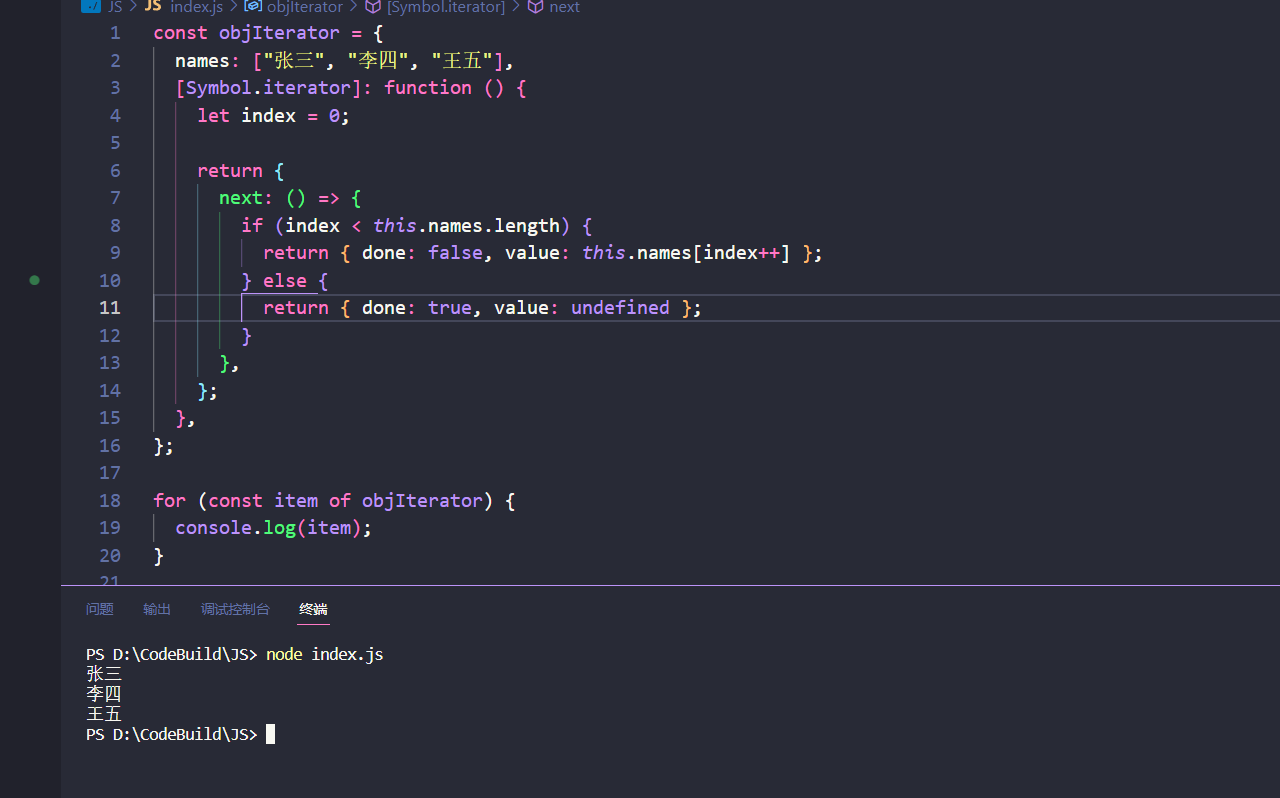 JS > JS index.js > objIterator > [Symbol.iterator] > next
1 const objIterator = {
2 names: ["张三", "李四", "王五"],
3 [Symbol.iterator]: function () {
4 let index = 0;
5
6 return {
7 next: () => {
8 if (index < this.names.length) {
9 return { done: false, value: this.names[index++] };
10 } else {
11 return { done: true, value: undefined };
12 }
13 },
14 };
15 },
16 };
17
18 for (const item of objIterator) {
19 console.log(item);
20 }
21
问题 输出 调试控制台 终端
PS D:\CodeBuild\JS> node index.js
张三
李四
王五
PS D:\CodeBuild\JS>